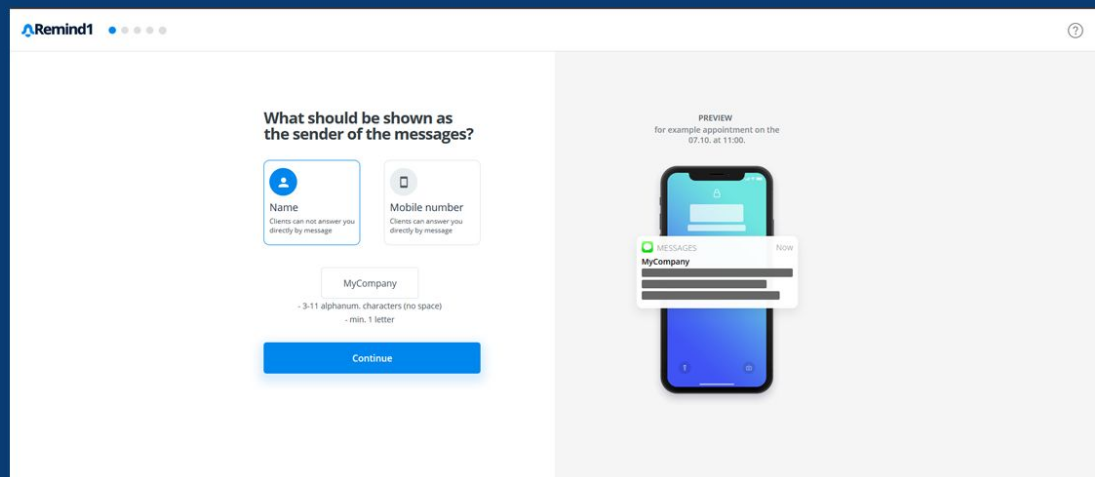 Remind1
What should be shown as
the sender of the messages?
Name
Clients can not answer you
directly by message
Mobile number
Clients can answer you
directly by message
MyCompany
- 3-11 alphanum. characters (no space)
- min. 1 letter
Continue
PREVIEW
for example appointment on the
07.10. at 11:00.
MESSAGES Now
MyCompany